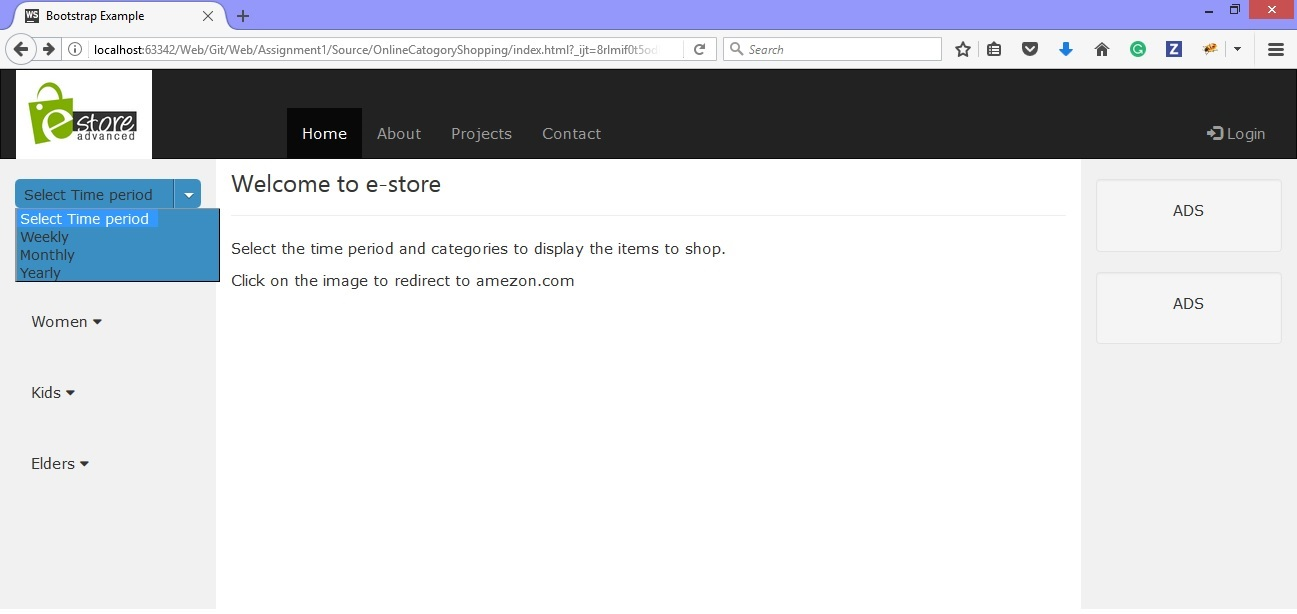 WS Bootstrap Example
localhost:63342/Web/Git/Web/Assignment1/Source/OnlineCatogoryShopping/index.html?_ijt=8rlmif0t5od
Search
G
Z
e store
advanced
Home About Projects Contact Login
Select Time period
Select Time period
Weekly
Monthly
Yearly
Women
Kids
Elders
Welcome to e-store
Select the time period and categories to display the items to shop.
Click on the image to redirect to amezon.com
ADS
ADS